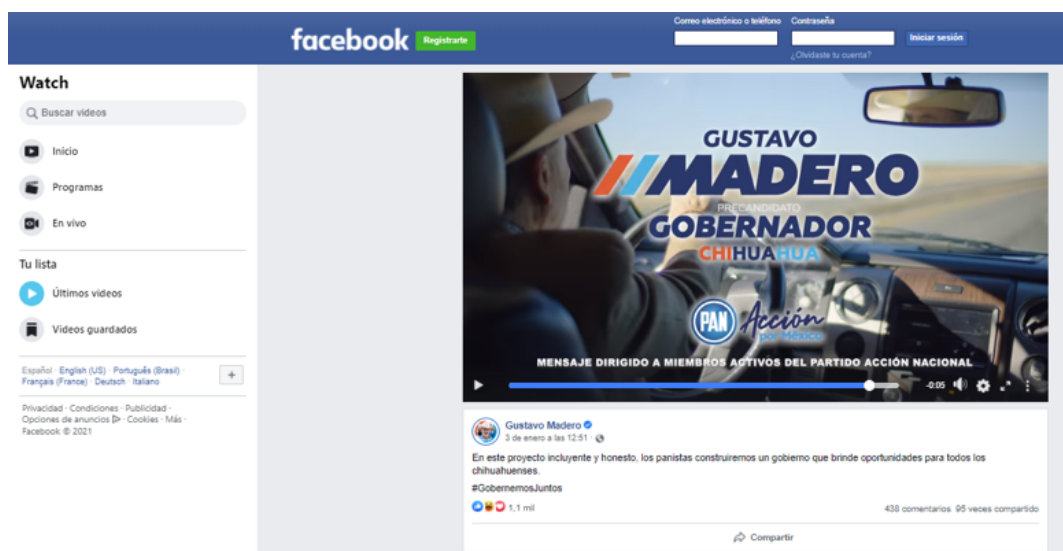 facebook
Registrarte
Correo electrónico o teléfono
Contraseña
Iniciar sesión
¿Olvidaste tu cuenta?
Watch
Buscar videos
Inicio
Programas
En vivo
Tu lista
Últimos videos
Videos guardados
Español · English (US) · Português (Brasil) ·
Français (France) · Deutsch · Italiano
Privacidad · Condiciones · Publicidad ·
Opciones de anuncios · Cookies · Más ·
Facebook © 2021
GUSTAVO
MADERO
PRECANDIDATO
GOBERNADOR
CHIHUAHUA
PAN Acción
por México
MENSAJE DIRIGIDO A MIEMBROS ACTIVOS DEL PARTIDO ACCIÓN NACIONAL
-0:05
Gustavo Madero
3 de enero a las 12:51 ·
En este proyecto incluyente y honesto, los panistas construiremos un gobierno que brinde oportunidades para todos los
chihuahuenses.
#GobernemosJuntos
1,1 mil
438 comentarios 95 veces compartido
Compartir